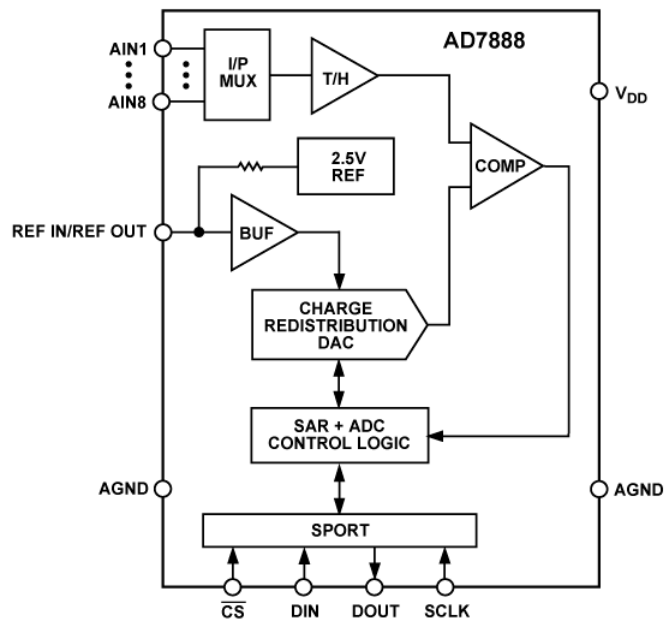 AD7888
AIN1
AIN8
I/P
MUX
T/H
V_DD
2.5V
REF
COMP
REF IN/REF OUT
BUF
CHARGE
REDISTRIBUTION
DAC
SAR + ADC
CONTROL LOGIC
AGND
AGND
SPORT
C̅S̅
DIN
DOUT
SCLK